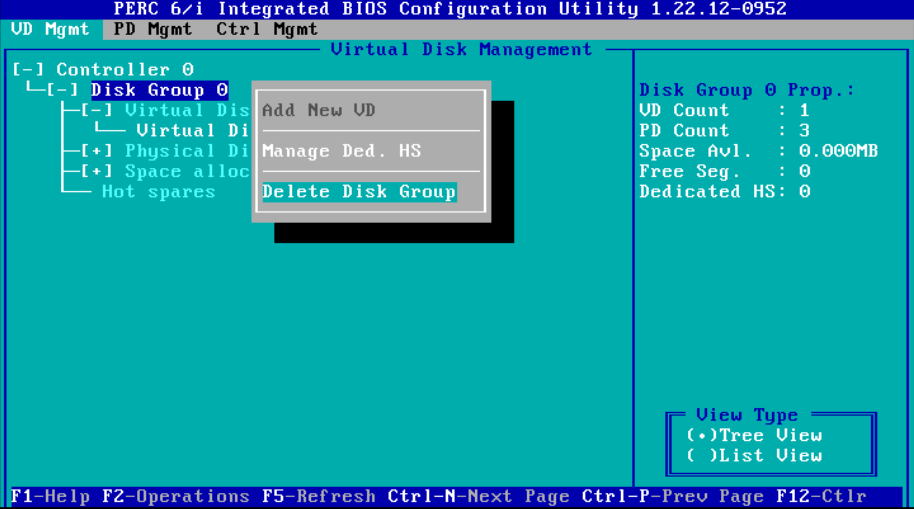 PERC 6/i Integrated BIOS Configuration Utility 1.22.12-0952
VD Mgmt PD Mgmt Ctrl Mgmt
Virtual Disk Management
[-] Controller 0
[-] Disk Group 0
[-] Virtual Dis
Virtual Di
[+] Physical Di
[+] Space alloc
Hot spares
Add New VD
Manage Ded. HS
Delete Disk Group
Disk Group 0 Prop.:
VD Count : 1
PD Count : 3
Space Avl. : 0.000MB
Free Seg. : 0
Dedicated HS: 0
View Type
(•)Tree View
( )List View
F1-Help F2-Operations F5-Refresh Ctrl-N-Next Page Ctrl-P-Prev Page F12-Ctlr